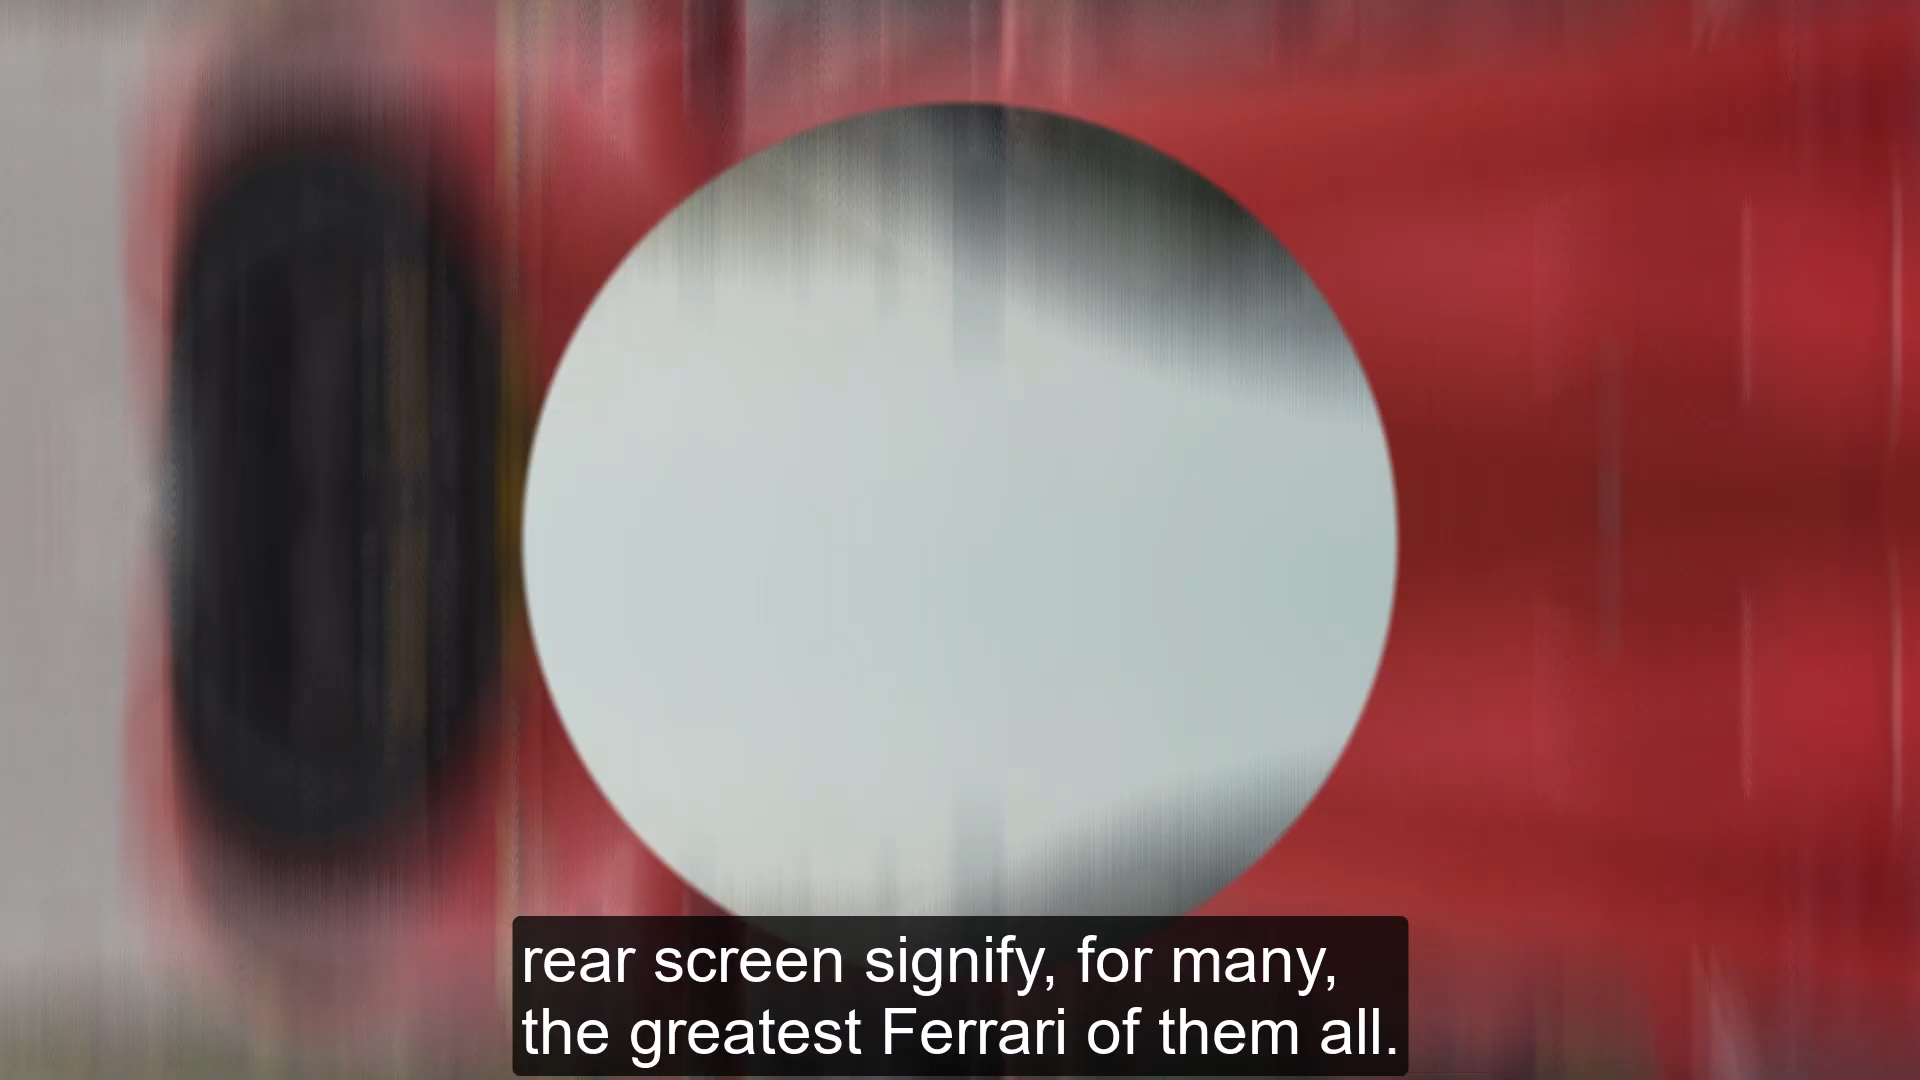 rear screen signify, for many,
the greatest Ferrari of them all.